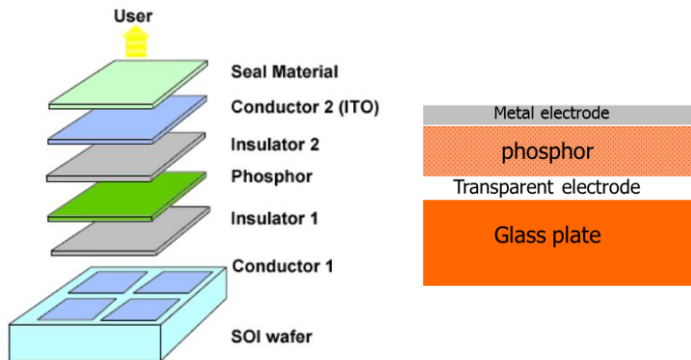 User
Seal Material
Conductor 2 (ITO)
Insulator 2
Phosphor
Insulator 1
Conductor 1
SOI wafer
Metal electrode
phosphor
Transparent electrode
Glass plate